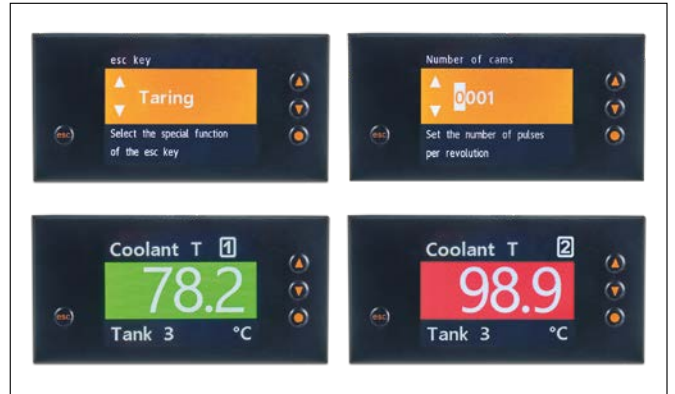 esc key
Taring
Select the special function
of the esc key
esc
Number of cams
0001
Set the number of pulses
per revolution
esc
Coolant T 1
78.2
Tank 3 °C
esc
Coolant T 2
98.9
Tank 3 °C
esc